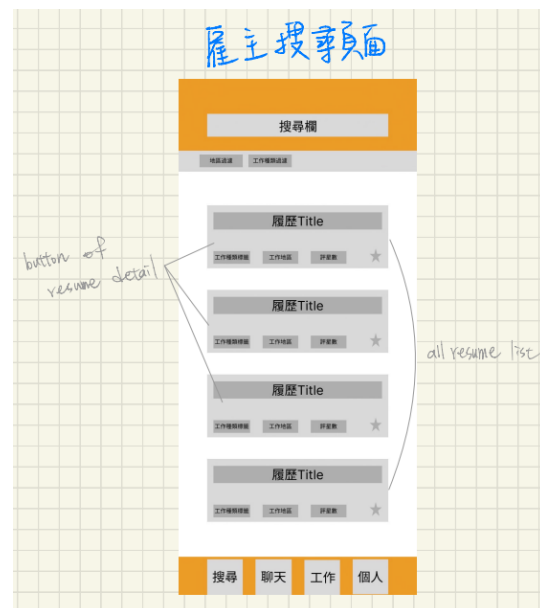 雇主搜尋頁面
搜尋欄
地區過濾 工作種類過濾
履歷Title
工作種類標籤 工作地區 評星數
button of
resume detail
履歷Title
工作種類標籤 工作地區 評星數
all resume list
履歷Title
工作種類標籤 工作地區 評星數
履歷Title
工作種類標籤 工作地區 評星數
搜尋 聊天 工作 個人